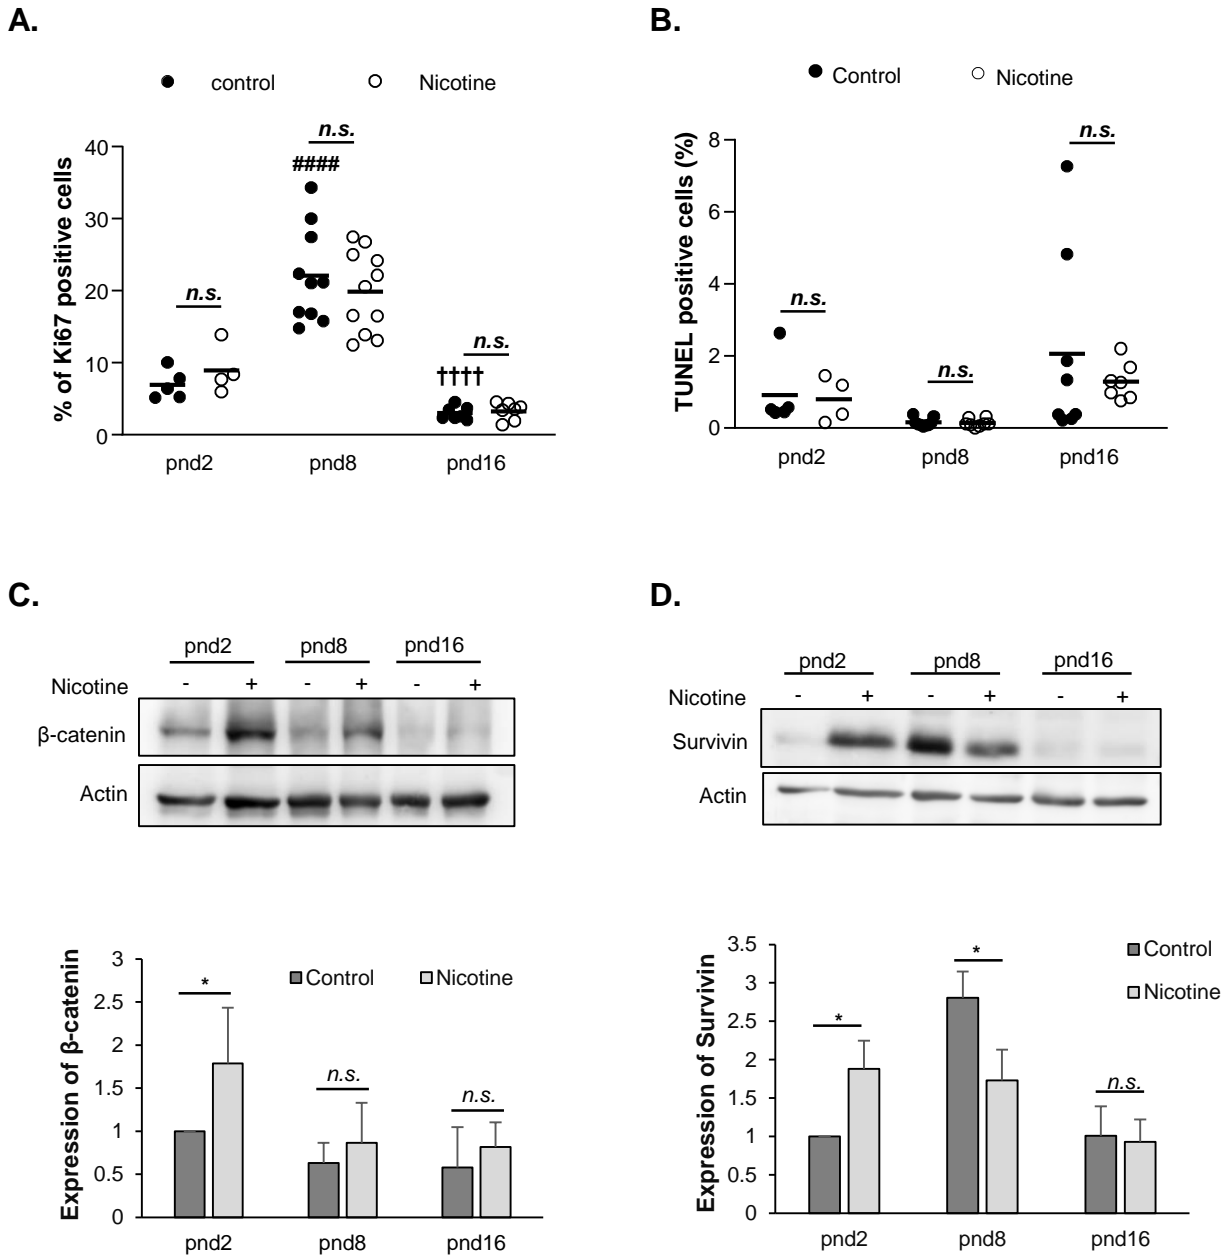 A.
control Nicotine
% of Ki67 positive cells
40
30
20
10
0
n.s.
n.s.
####
n.s.
††††
pnd2 pnd8 pnd16
B.
Control Nicotine
TUNEL positive cells (%)
8
6
4
2
0
n.s.
n.s.
n.s.
pnd2 pnd8 pnd16
C.
pnd2 pnd8 pnd16
Nicotine - + - + - +
β-catenin
Actin
Expression of β-catenin
3
2.5
2
1.5
1
0.5
0
Control Nicotine
*
n.s.
n.s.
pnd2 pnd8 pnd16
D.
pnd2 pnd8 pnd16
Nicotine - + - + - +
Survivin
Actin
Expression of Survivin
3.5
3
2.5
2
1.5
1
0.5
0
Control
Nicotine
*
*
n.s.
pnd2 pnd8 pnd16